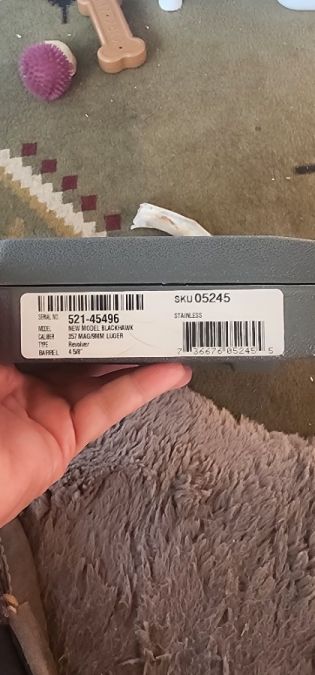 SERIAL NO. 521-45496
MODEL NEW MODEL BLACKHAWK
CALIBER 357 MAG/9MM LUGER
TYPE Revolver
BARREL 4 5/8"
SKU 05245
STAINLESS
7 36676 05245 5